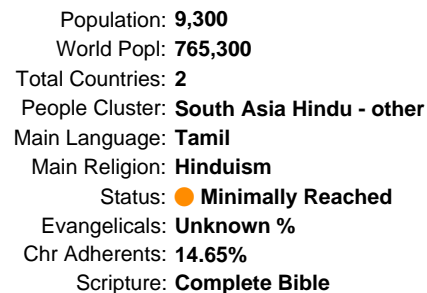 Population: 9,300
World Popl: 765,300
Total Countries: 2
People Cluster: South Asia Hindu - other
Main Language: Tamil
Main Religion: Hinduism
Status: Minimally Reached
Evangelicals: Unknown %
Chr Adherents: 14.65%
Scripture: Complete Bible